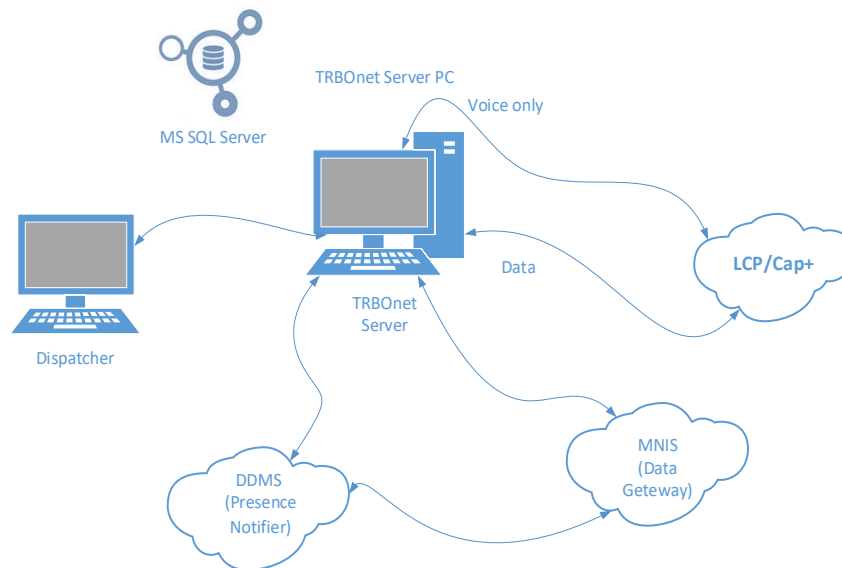 TRBOnet Server PC
Voice only
MS SQL Server
LCP/Cap+
Data
TRBOnet
Server
Dispatcher
MNIS
(Data
Geteway)
DDMS
(Presence
Notifier)